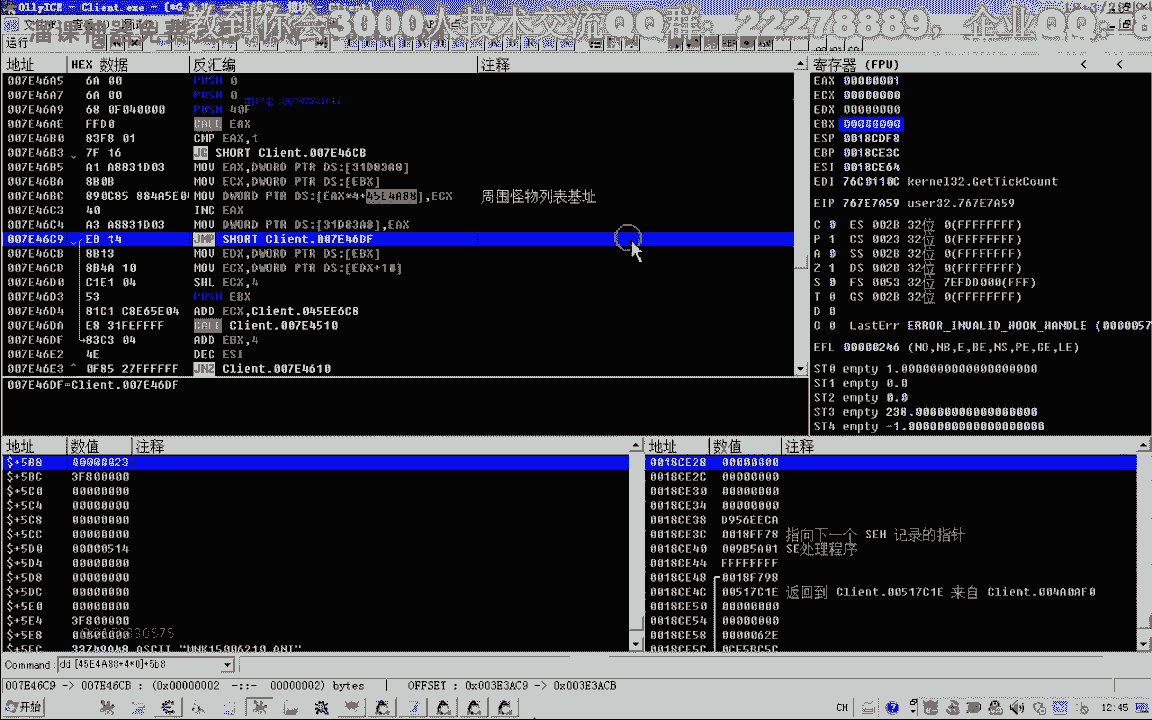 OllyICE - Client.exe
教到你会3000人技术交流QQ群：22278889， 企业QQ：8
运行
地址 HEX 数据 反汇编 注释
007E46A5 6A 00 PUSH 0
007E46A7 6A 00 PUSH 0
007E46A9 68 0F040000 PUSH 40F
007E46AE FFD0 CALL EAX
007E46B0 83F8 01 CMP EAX,1
007E46B3 7F 16 JG SHORT Client.007E46CB
007E46B5 A1 A8831D03 MOV EAX,DWORD PTR DS:[31D83A8]
007E46BA 8B0B MOV ECX,DWORD PTR DS:[EBX]
007E46BC 890C85 884A5E04 MOV DWORD PTR DS:[EAX*4+45E4A88],ECX 周围怪物列表基址
007E46C3 40 INC EAX
007E46C4 A3 A8831D03 MOV DWORD PTR DS:[31D83A8],EAX
007E46C9 EB 14 JMP SHORT Client.007E46DF
007E46CB 8B13 MOV EDX,DWORD PTR DS:[EBX]
007E46CD 8B4A 10 MOV ECX,DWORD PTR DS:[EDX+10]
007E46D0 C1E1 04 SHL ECX,4
007E46D3 53 PUSH EBX
007E46D4 81C1 C8E65E04 ADD ECX,Client.045EE6C8
007E46DA E8 31FEFFFF CALL Client.007E4510
007E46DF 83C3 04 ADD EBX,4
007E46E2 4E DEC ESI
007E46E3 0F85 27FFFFFF JNZ Client.007E4610
007E46DF=Client.007E46DF
寄存器 (FPU) < <
EAX 00000001
ECX 00000000
EDX 00000000
EBX 00000000
ESP 0018CDF8
EBP 0018CE3C
ESI 0018CE64
EDI 76C0110C kernel32.GetTickCount
EIP 767E7A59 user32.767E7A59
C 0 ES 002B 32位 0(FFFFFFFF)
P 1 CS 0023 32位 0(FFFFFFFF)
A 0 SS 002B 32位 0(FFFFFFFF)
Z 1 DS 002B 32位 0(FFFFFFFF)
S 0 FS 0053 32位 7EFDD000(FFF)
T 0 GS 002B 32位 0(FFFFFFFF)
D 0
O 0 LastErr ERROR_INVALID_HOOK_HANDLE (0000057
EFL 00000246 (NO,NB,E,BE,NS,PE,GE,LE)
ST0 empty 1.0000000000000000000
ST1 empty 0.0
ST2 empty 0.0
ST3 empty 238.00000000000000000
ST4 empty -1.0000000000000000000
地址 数值 注释
$+5B8 00000023
$+5BC 3F800000
$+5C0 00000000
$+5C4 00000000
$+5C8 00000000
$+5CC 00000000
$+5D0 00000514
$+5D4 00000000
$+5D8 00000000
$+5DC 00000000
$+5E0 00000000
$+5E4 3F800000
$+5E8
$+5EC
地址 数值 注释
0018CE28 00000000
0018CE2C 00000000
0018CE30 00000000
0018CE34 00000000
0018CE38 D956EECA
0018CE3C 0018FF78 指向下一个 SEH 记录的指针
0018CE40 009B5A01 SE处理程序
0018CE44 FFFFFFFF
0018CE48 0018F798
0018CE4C 00517C1E 返回到 Client.00517C1E 来自 Client.004A0AF0
0018CE50 00000000
0018CE54 00000000
0018CE58 0000062E
0018CE5C 0CE5BC5C
Command: dd [45E4A88+4*0]+5b8
007E46C9 -> 007E46CB : (0x00000002 -::- 00000002) bytes | OFFSET : 0x003E3AC9 -> 0x003E3ACB
开始 CH 12:45